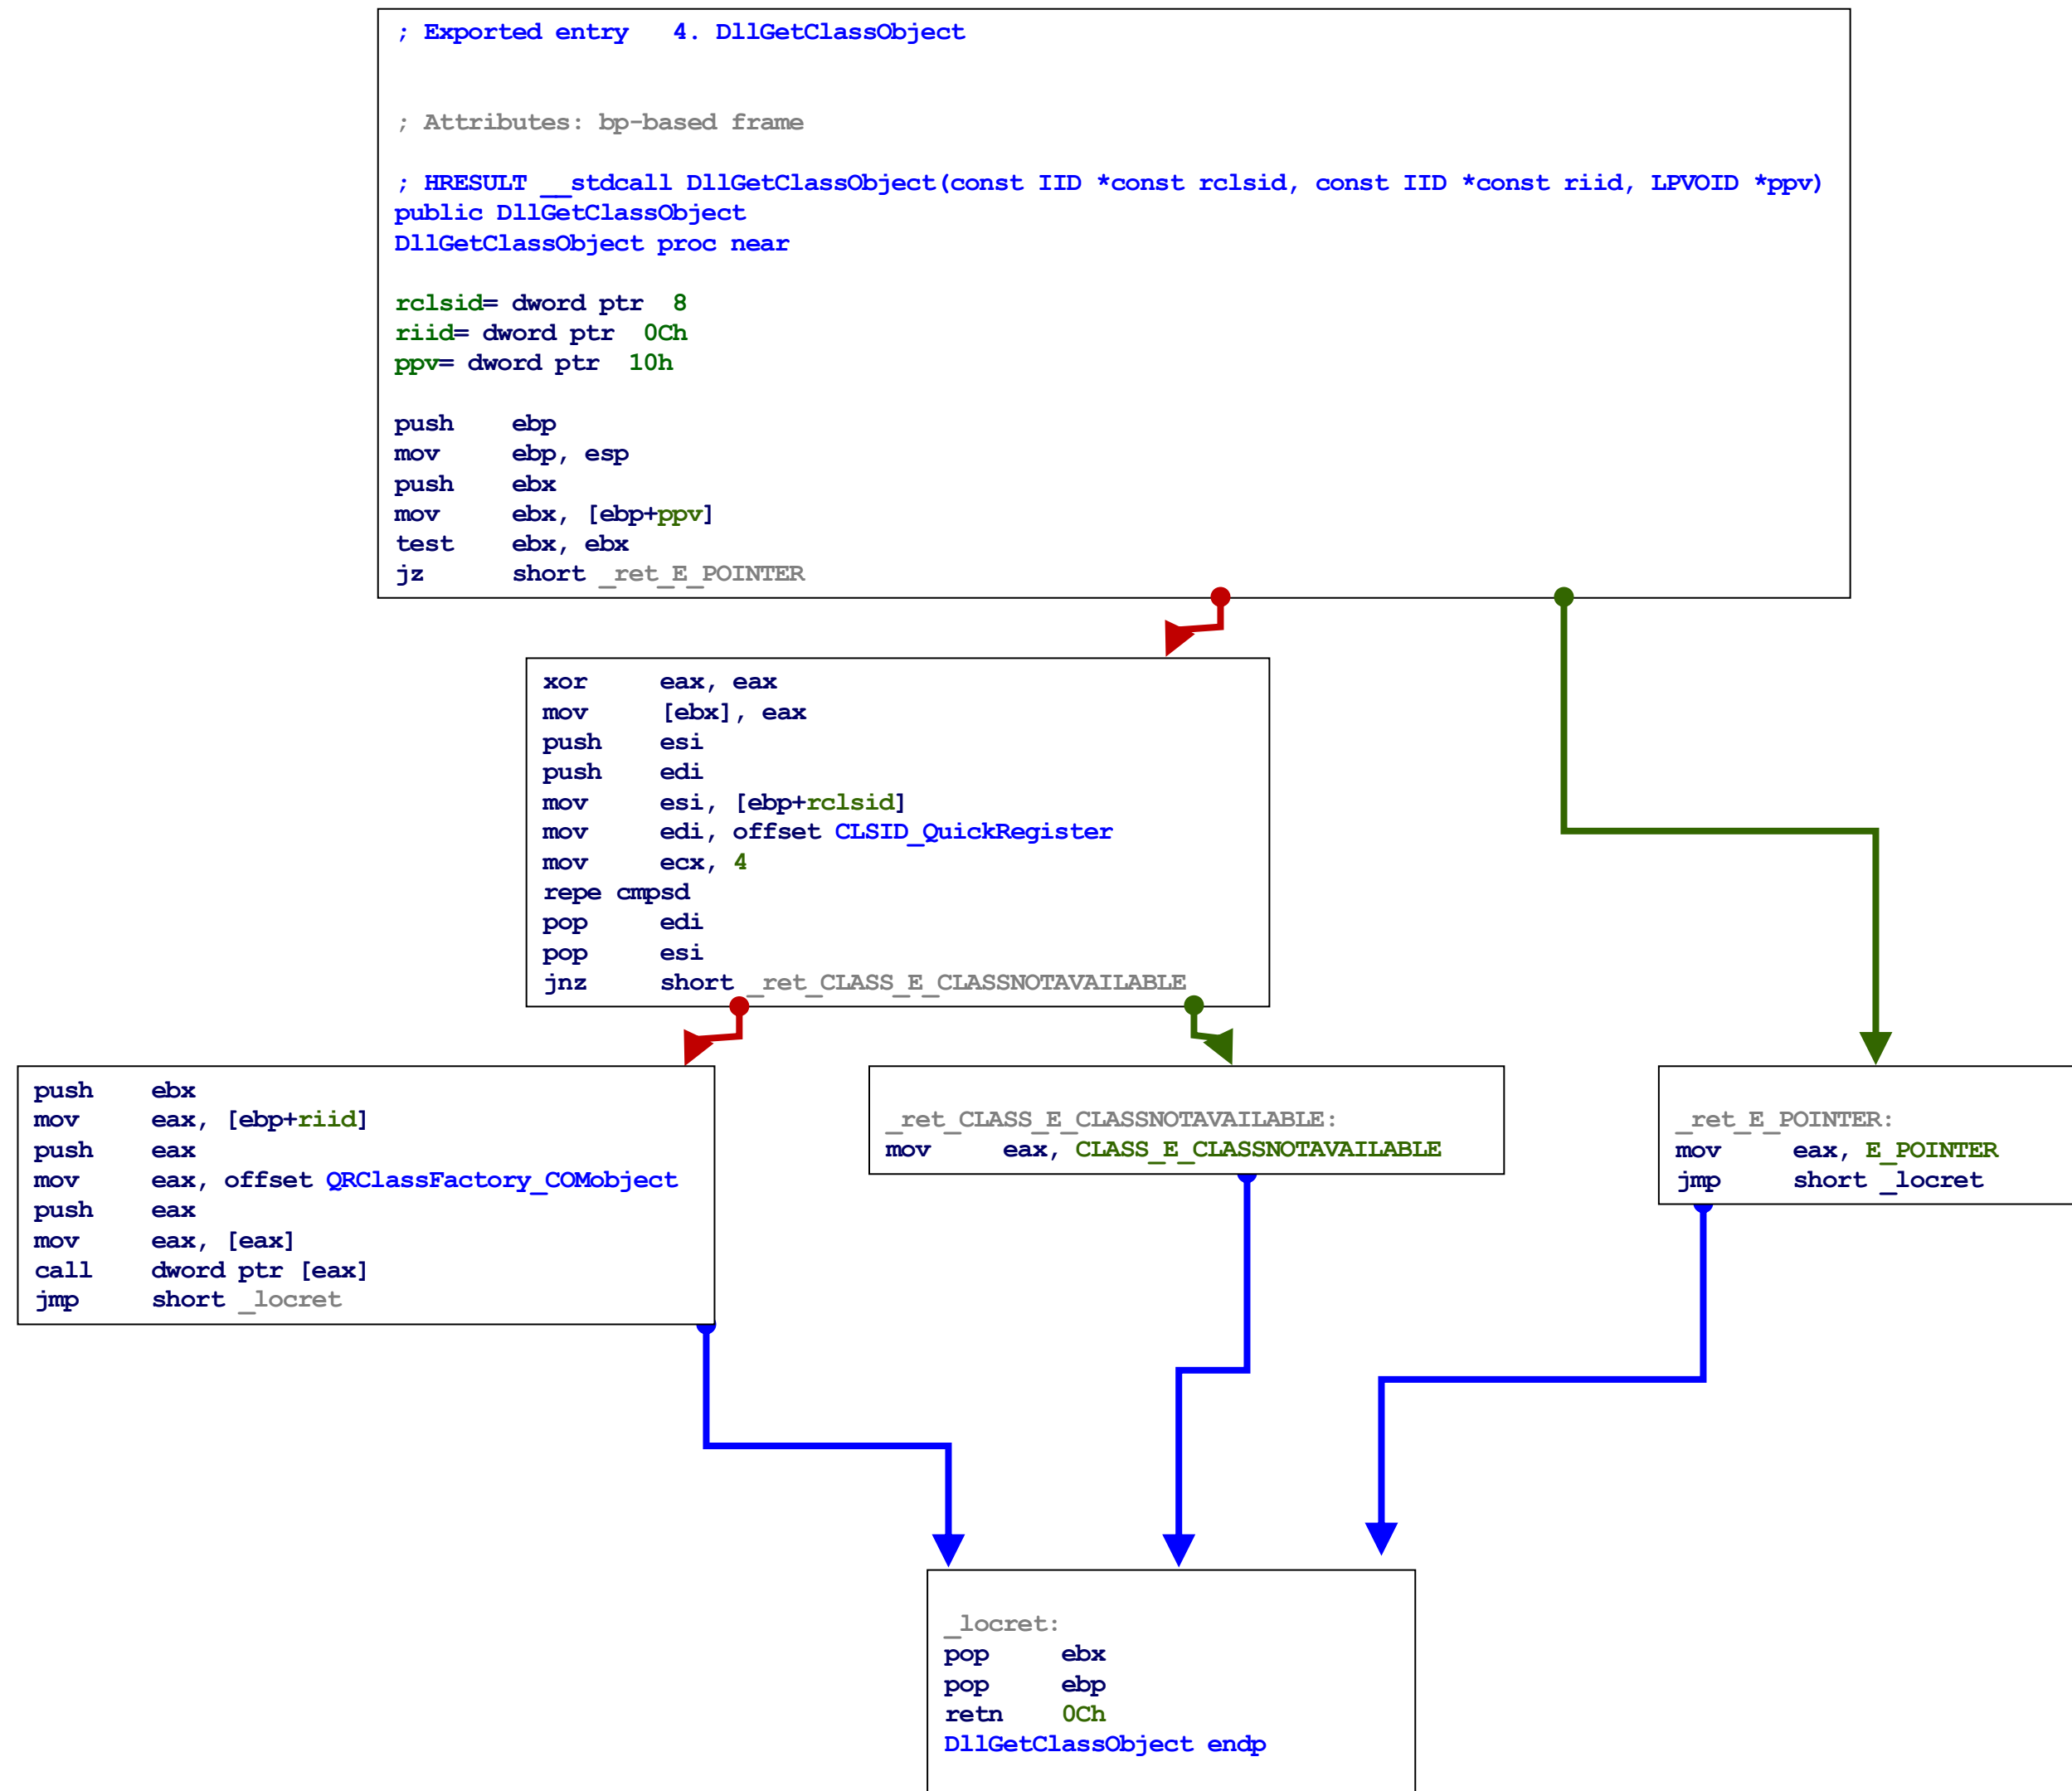 ; Exported entry   4. DllGetClassObject
; Attributes: bp-based frame
; HRESULT __stdcall DllGetClassObject(const IID *const rclsid, const IID *const riid, LPVOID *ppv)
public DllGetClassObject
DllGetClassObject proc near
rclsid= dword ptr  8
riid= dword ptr  0Ch
ppv= dword ptr  10h
push    ebp
mov     ebp, esp
push    ebx
mov     ebx, [ebp+ppv]
test    ebx, ebx
jz      short _ret_E_POINTER
xor     eax, eax
mov     [ebx], eax
push    esi
push    edi
mov     esi, [ebp+rclsid]
mov     edi, offset CLSID_QuickRegister
mov     ecx, 4
repe cmpsd
pop     edi
pop     esi
jnz     short _ret_CLASS_E_CLASSNOTAVAILABLE
push    ebx
mov     eax, [ebp+riid]
push    eax
mov     eax, offset QRClassFactory_COMobject
push    eax
mov     eax, [eax]
call    dword ptr [eax]
jmp     short _locret
_ret_CLASS_E_CLASSNOTAVAILABLE:
mov     eax, CLASS_E_CLASSNOTAVAILABLE
_ret_E_POINTER:
mov     eax, E_POINTER
jmp     short _locret
_locret:
pop     ebx
pop     ebp
retn    0Ch
DllGetClassObject endp